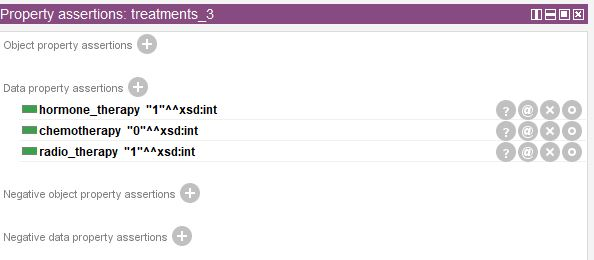 Property assertions: treatments_3
Object property assertions
Data property assertions
hormone_therapy "1"^^xsd:int
chemotherapy "0"^^xsd:int
radio_therapy "1"^^xsd:int
Negative object property assertions
Negative data property assertions